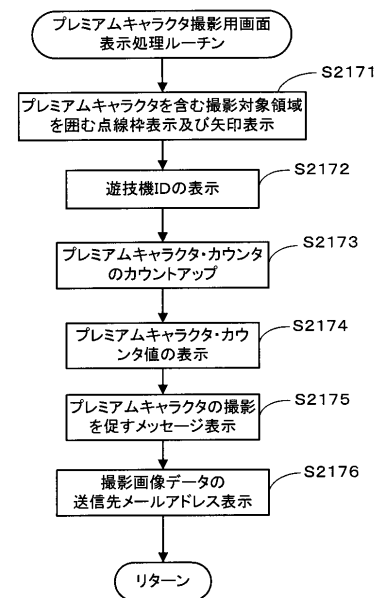 プレミアムキャラクタ撮影用画面
表示処理ルーチン
S2171
プレミアムキャラクタを含む撮影対象領域
を囲む点線枠表示及び矢印表示
S2172
遊技機IDの表示
S2173
プレミアムキャラクタ・カウンタ
のカウントアップ
S2174
プレミアムキャラクタ・カウ
ンタ値の表示
S2175
プレミアムキャラクタの撮影
を促すメッセージ表示
S2176
撮影画像データの
送信先メールアドレス表示
リターン